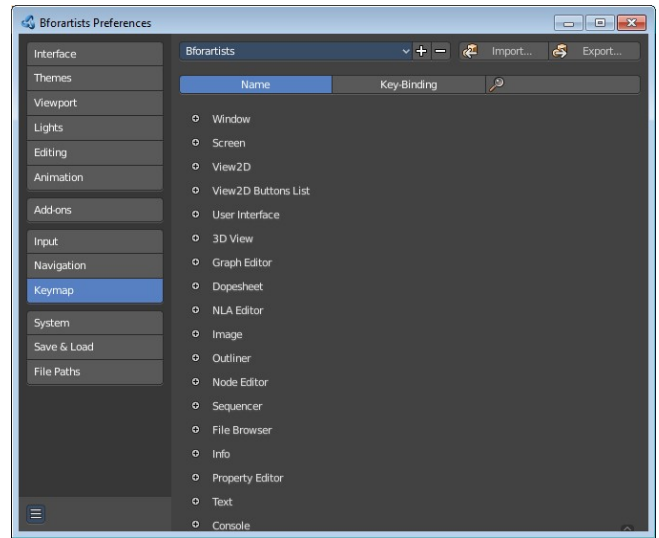 Bforartists Preferences
Interface
Themes
Viewport
Lights
Editing
Animation
Add-ons
Input
Navigation
Keymap
System
Save & Load
File Paths
Bforartists
Import...
Export...
Name
Key-Binding
Window
Screen
View2D
View2D Buttons List
User Interface
3D View
Graph Editor
Dopesheet
NLA Editor
Image
Outliner
Node Editor
Sequencer
File Browser
Info
Property Editor
Text
Console